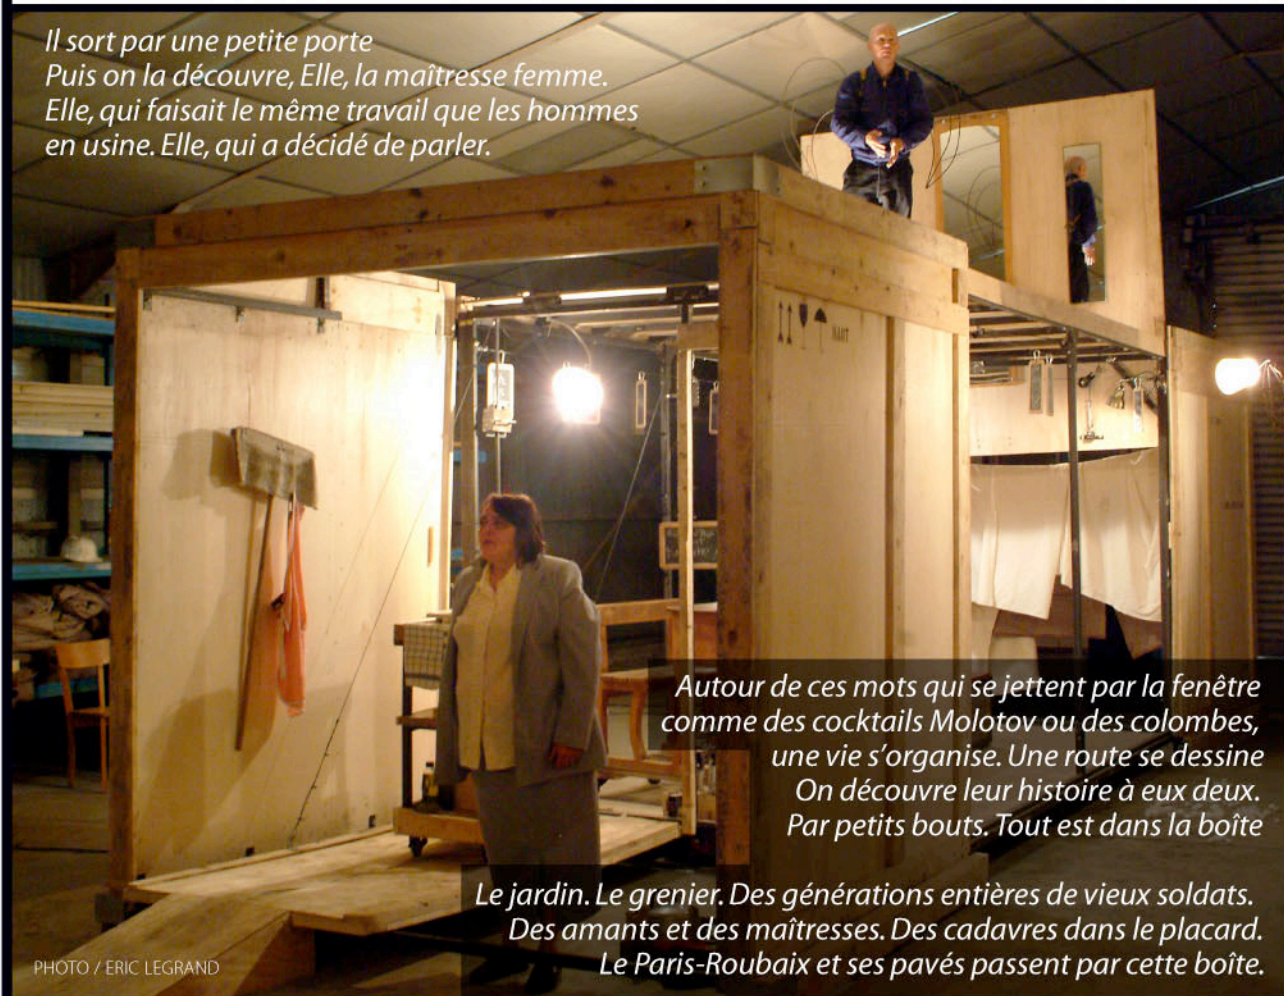 Il sort par une petite porte
Puis on la découvre, Elle, la maîtresse femme.
Elle, qui faisait le même travail que les hommes
en usine. Elle, qui a décidé de parler.
HAUT
Autour de ces mots qui se jettent par la fenêtre
comme des cocktails Molotov ou des colombes,
une vie s'organise. Une route se dessine
On découvre leur histoire à eux deux.
Par petits bouts. Tout est dans la boîte
Le jardin. Le grenier. Des générations entières de vieux soldats.
Des amants et des maîtresses. Des cadavres dans le placard.
Le Paris-Roubaix et ses pavés passent par cette boîte.
PHOTO / ERIC LEGRAND